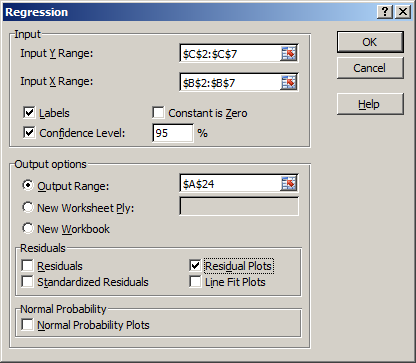 Regression
Input
Input Y Range: $C$2:$C$7
Input X Range: $B$2:$B$7
Labels Constant is Zero
Confidence Level: 95 %
OK
Cancel
Help
Output options
Output Range: $A$24
New Worksheet Ply:
New Workbook
Residuals
Residuals Residual Plots
Standardized Residuals Line Fit Plots
Normal Probability
Normal Probability Plots